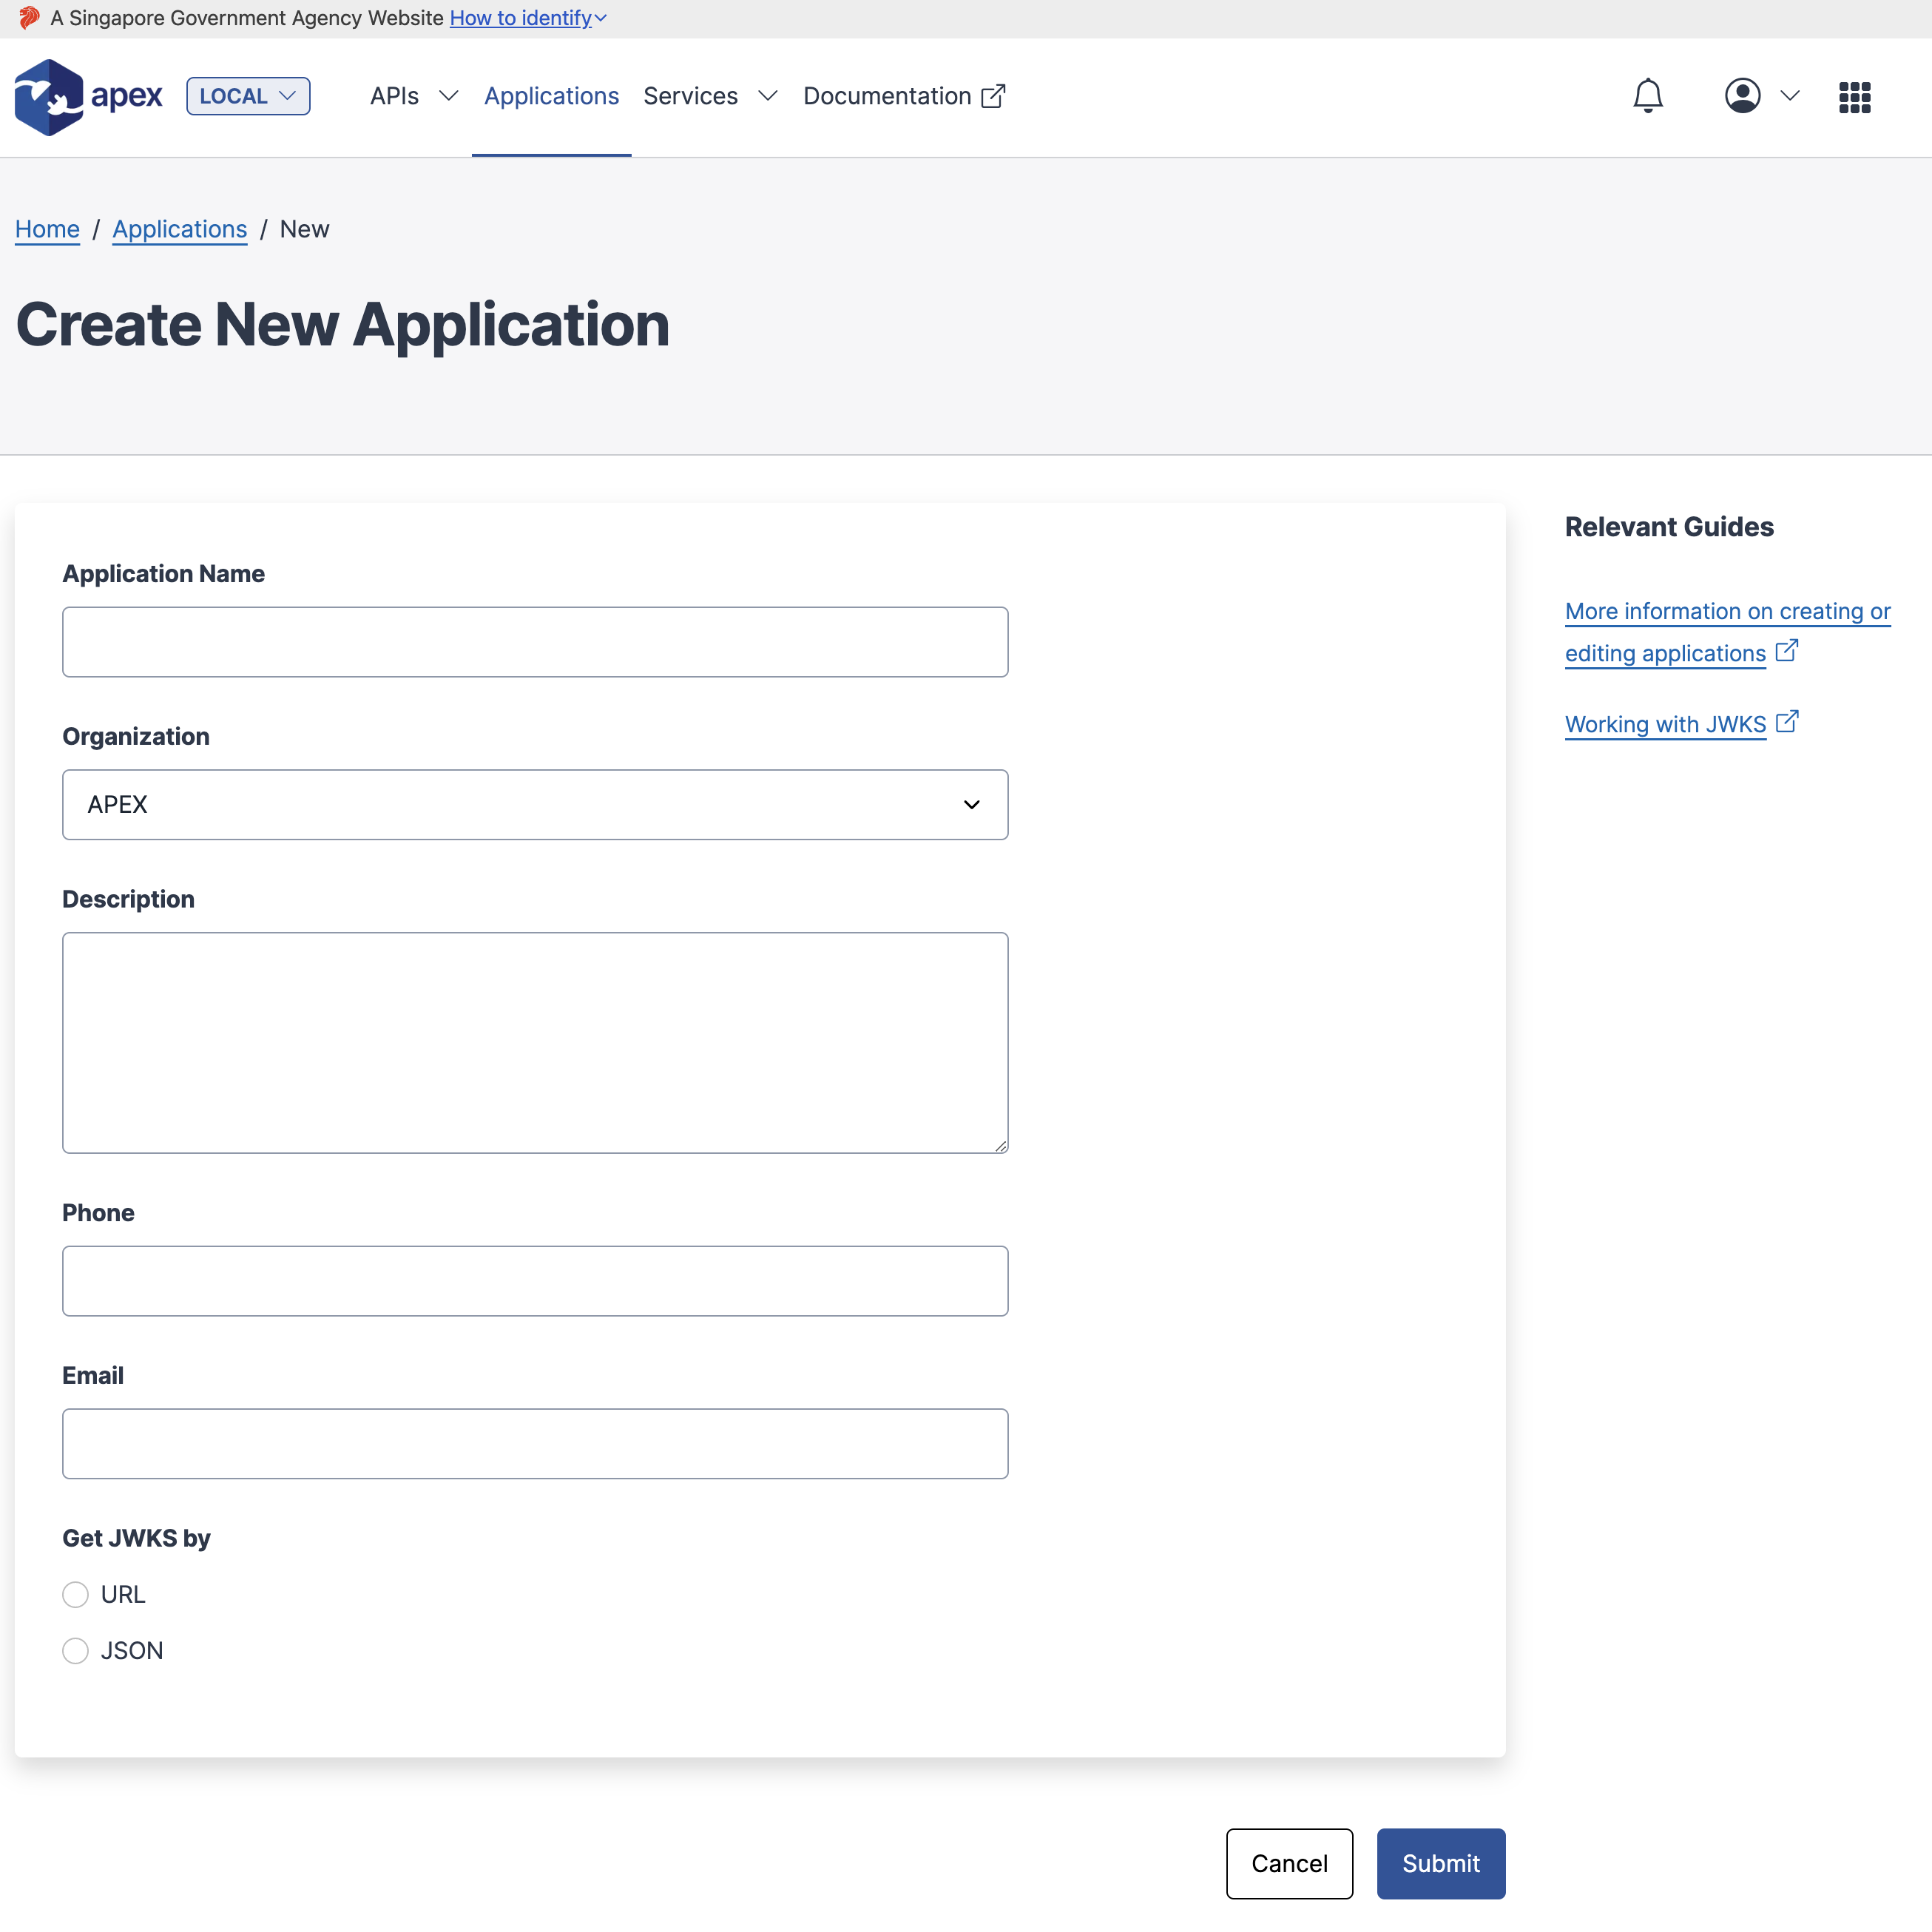 A Singapore Government Agency Website How to identify
apex
LOCAL
APIs
Applications
Services
Documentation
Home / Applications / New
Create New Application
Application Name
Organization
APEX
Description
Phone
Email
Get JWKS by
URL
JSON
Relevant Guides
More information on creating or
editing applications
Working with JWKS
Cancel
Submit